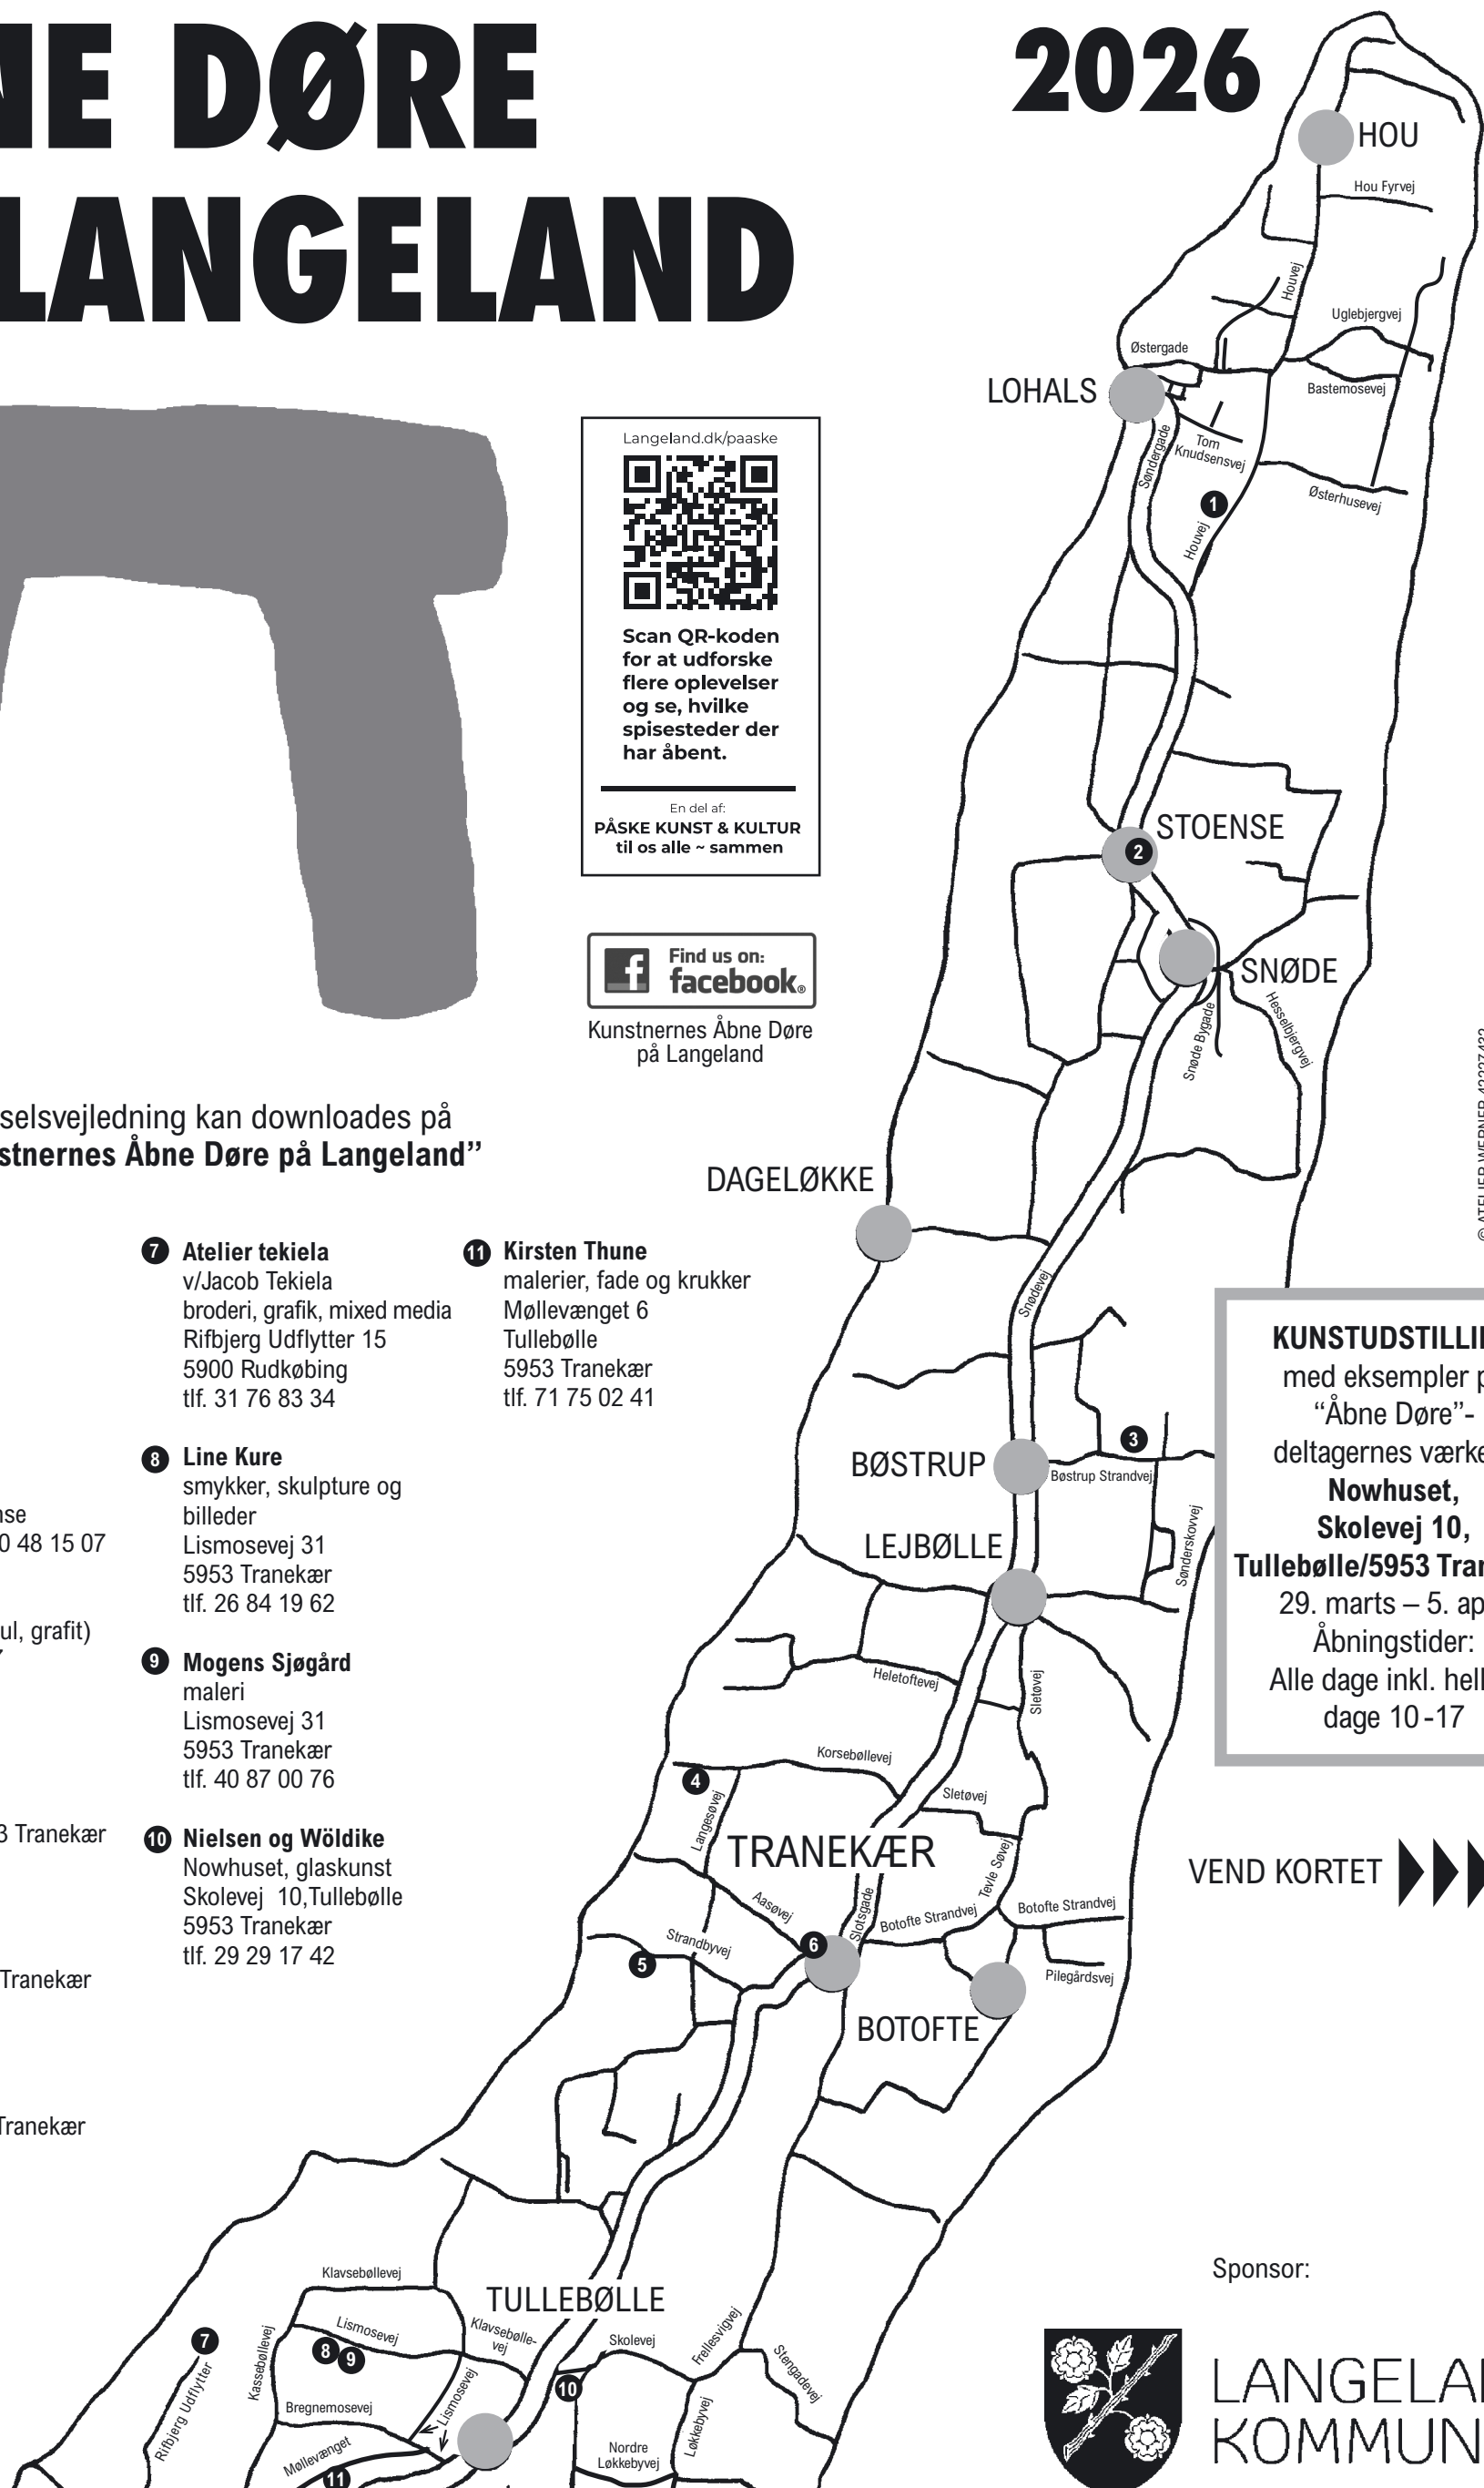 NE DØRE
LANGELAND
2026
Langeland.dk/paaske
Scan QR-koden
for at udforske
flere oplevelser
og se, hvilke
spisesteder der
har åbent.
En del af:
PÅSKE KUNST & KULTUR
til os alle ~ sammen
Find us on:
facebook®
Kunstnernes Åbne Døre
på Langeland
selsvejledning kan downloades på
stnernes Åbne Døre på Langeland”
nse
0 48 15 07
ul, grafit)
3 Tranekær
Tranekær
Tranekær
7 Atelier tekiela
v/Jacob Tekiela
broderi, grafik, mixed media
Rifbjerg Udflytter 15
5900 Rudkøbing
tlf. 31 76 83 34
8 Line Kure
smykker, skulpture og
billeder
Lismosevej 31
5953 Tranekær
tlf. 26 84 19 62
9 Mogens Sjøgård
maleri
Lismosevej 31
5953 Tranekær
tlf. 40 87 00 76
10 Nielsen og Wöldike
Nowhuset, glaskunst
Skolevej 10,Tullebølle
5953 Tranekær
tlf. 29 29 17 42
11 Kirsten Thune
malerier, fade og krukker
Møllevænget 6
Tullebølle
5953 Tranekær
tlf. 71 75 02 41
HOU
Hou Fyrvej
Houvej
Uglebjergvej
Østergade
LOHALS
Bastemosevej
Søndergade
Tom
Knudsensvej
Østerhusevej
1
Houvej
STOENSE
2
SNØDE
Snøde Bygade
Hesselbjergvej
DAGELØKKE
Snødevej
3
BØSTRUP
Bøstrup Strandvej
LEJBØLLE
Sønderskovvej
Heletoftevej
Sletøvej
Korsebøllevej
4
Langesøvej
Sletøvej
TRANEKÆR
Tevle Søvej
Aasøvej
Slotsgade
Botofte Strandvej
Botofte Strandvej
Strandbyvej
6
5
Pilegårdsvej
BOTOFTE
Klavsebøllevej
TULLEBØLLE
Lismosevej
Klavsebølle-
vej
Skolevej
Frellesvigvej
Stengadevej
7
8
9
Kassebøllevej
Rifbjerg Udflytter
10
Lismosevej
Bregnemosevej
Løkkebyvej
Møllevænget
11
Nordre
Løkkebyvej
KUNSTUDSTILLI
med eksempler p
“Åbne Døre”-
deltagernes værke
Nowhuset,
Skolevej 10,
Tullebølle/5953 Tran
29. marts – 5. ap
Åbningstider:
Alle dage inkl. hell
dage 10-17
VEND KORTET
Sponsor:
LANGELA
KOMMUN